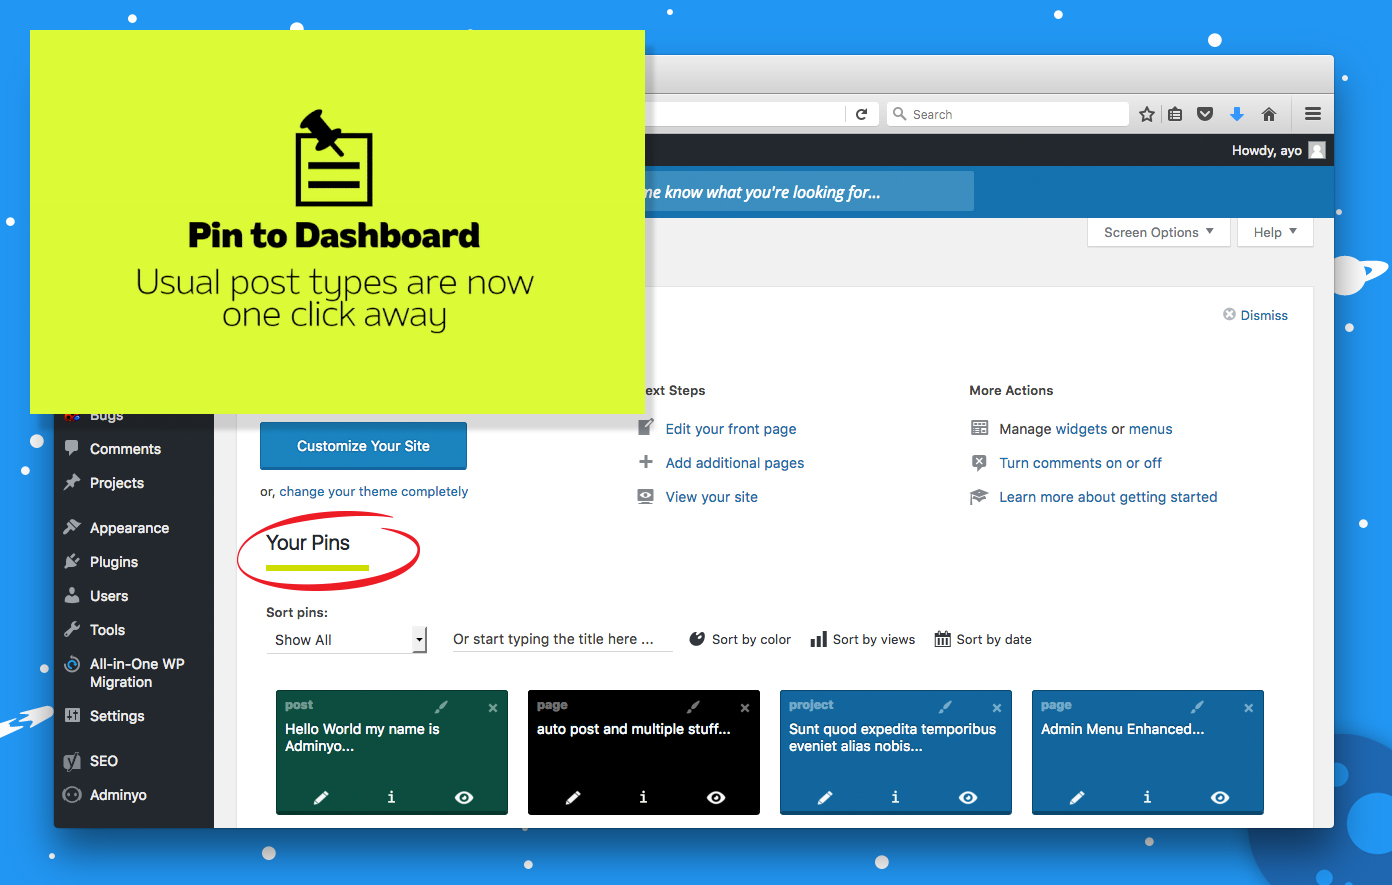 Pin to Dashboard
Usual post types are now
one click away
Search
Howdy, ayo
me know what you're looking for...
Screen Options
Help
Dismiss
ext Steps
More Actions
Bugs
Customize Your Site
Edit your front page
Manage widgets or menus
Comments
Add additional pages
Turn comments on or off
Projects
or, change your theme completely
View your site
Learn more about getting started
Appearance
Your Pins
Plugins
Users
Sort pins:
Tools
Show All
Or start typing the title here ...
Sort by color
Sort by views
Sort by date
All-in-One WP
Migration
Settings
SEO
Adminyo
post
Hello World my name is
Adminyo...
page
auto post and multiple stuff...
project
Sunt quod expedita temporibus
eveniet alias nobis...
page
Admin Menu Enhanced...